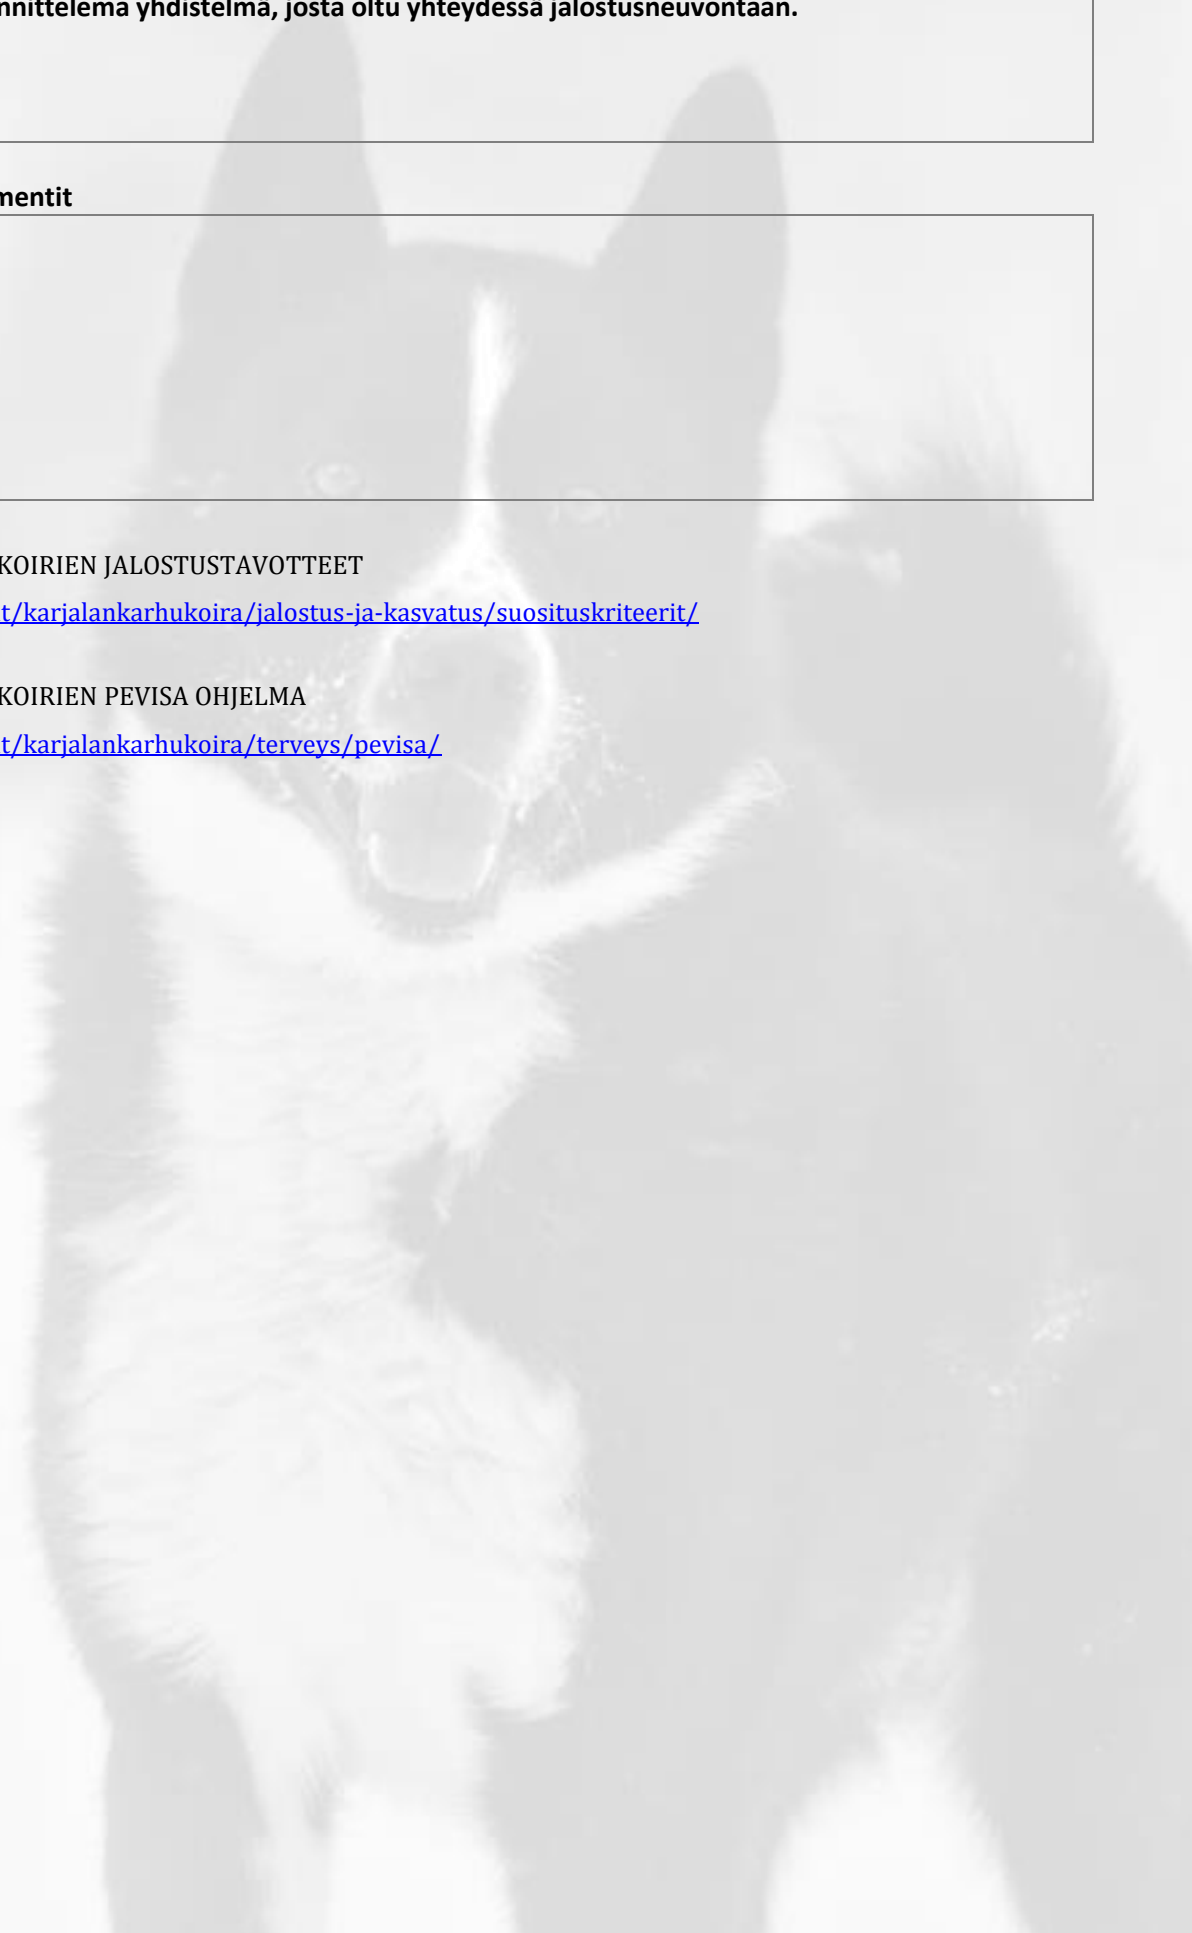 nnittelema yhdistelmä, josta oltu yhteydessä jalostusneuvontaan.
mentit
KOIRIEN JALOSTUSTAVOTTEET
t/karjalankarhukoira/jalostus-ja-kasvatus/suosituskriteerit/
KOIRIEN PEVISA OHJELMA
t/karjalankarhukoira/terveys/pevisa/